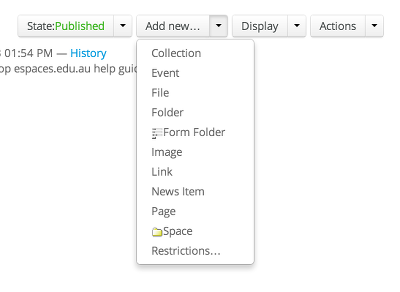 State:Published
Add new…
Display
Actions
01:54 PM — History
op espaces.edu.au help
Collection
Event
File
Folder
Form Folder
Image
Link
News Item
Page
Space
Restrictions…